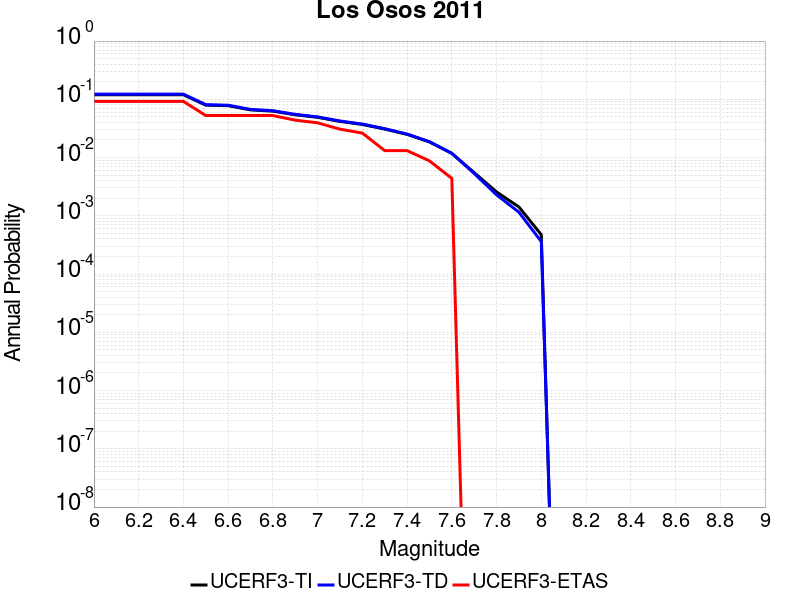 Los Osos 2011
Annual Probability
10^0
10^-1
10^-2
10^-3
10^-4
10^-5
10^-6
10^-7
10^-8
6 6.2 6.4 6.6 6.8 7 7.2 7.4 7.6 7.8 8 8.2 8.4 8.6 8.8 9
Magnitude
UCERF3-TI UCERF3-TD UCERF3-ETAS